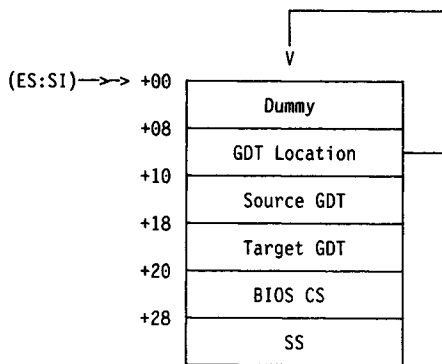 V
(ES:SI)—>—> +00
Dummy
+08
GDT Location
+10
Source GDT
+18
Target GDT
+20
BIOS CS
+28
SS